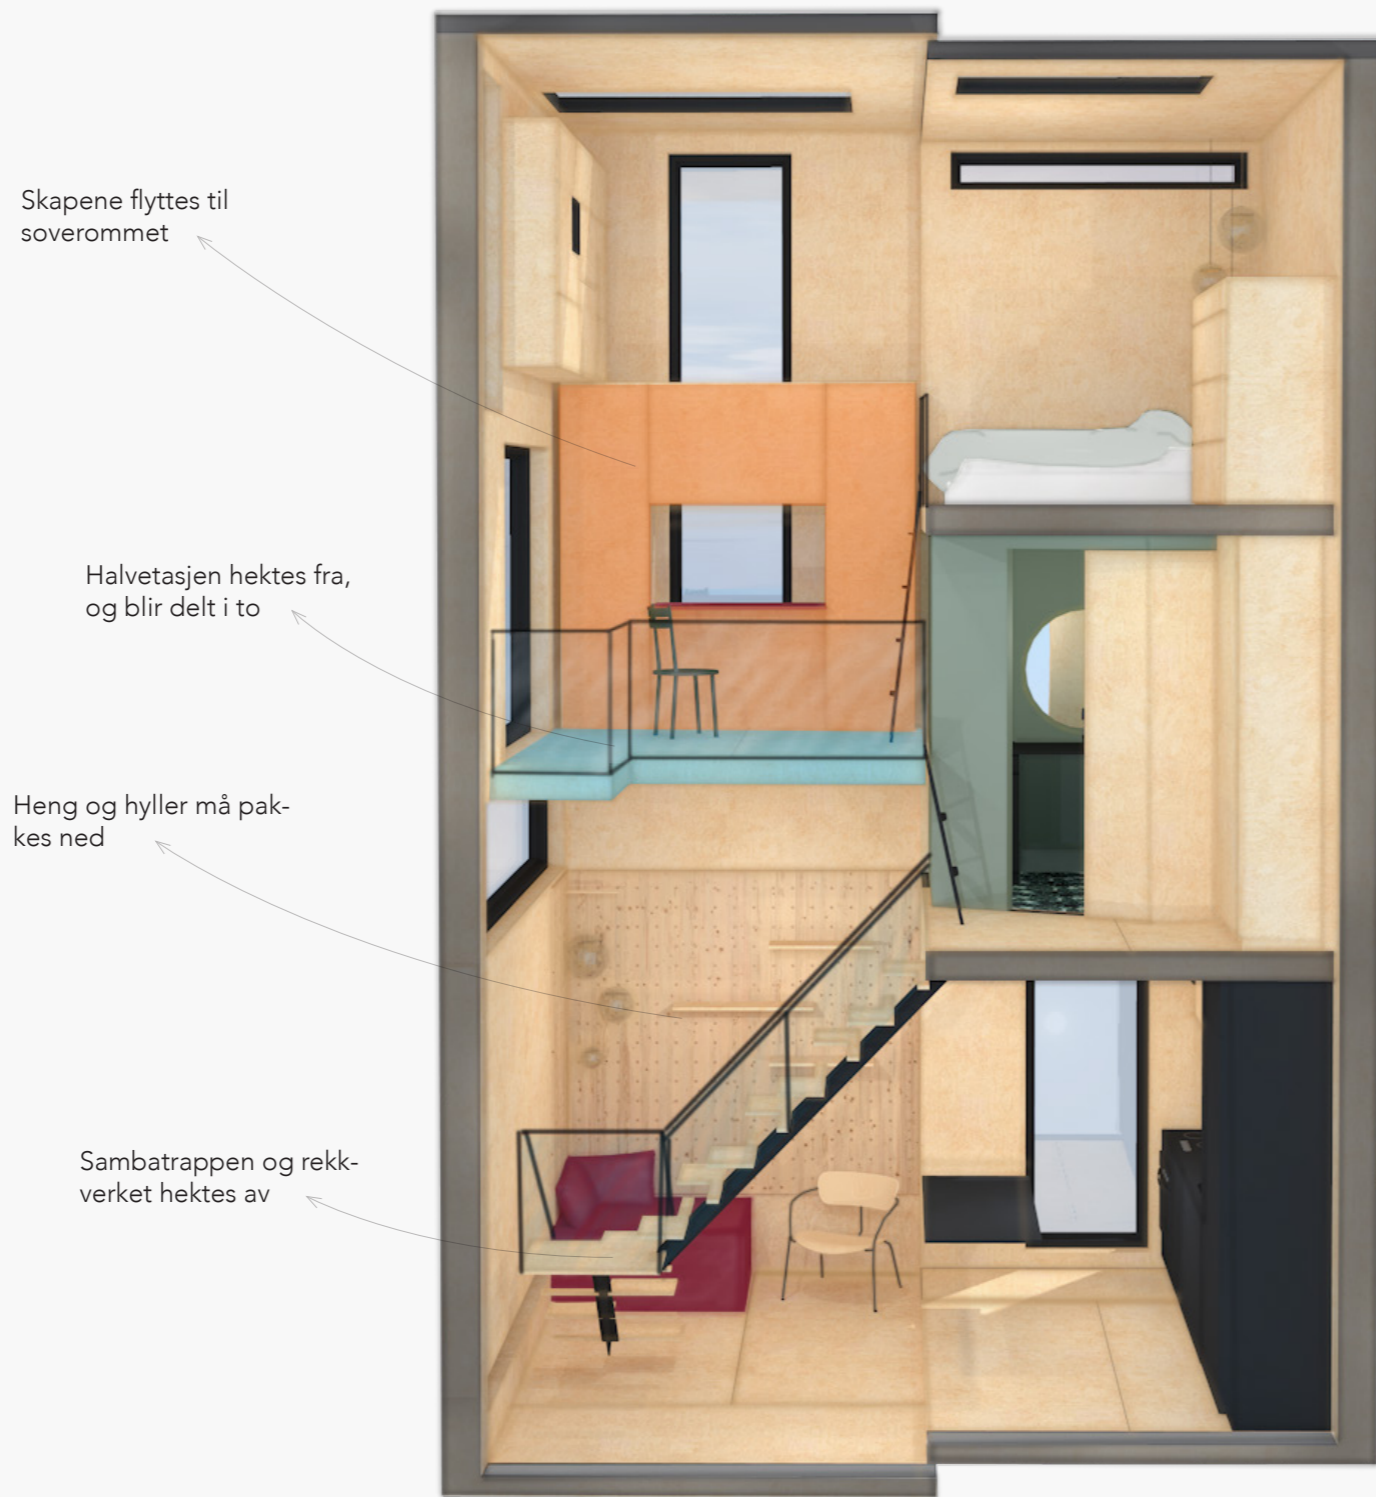 Skapene flyttes til
soverommet
Halvetasjen hektes fra,
og blir delt i to
Heng og hyller må pak-
kes ned
Sambatrappen og rekk-
verket hektes av